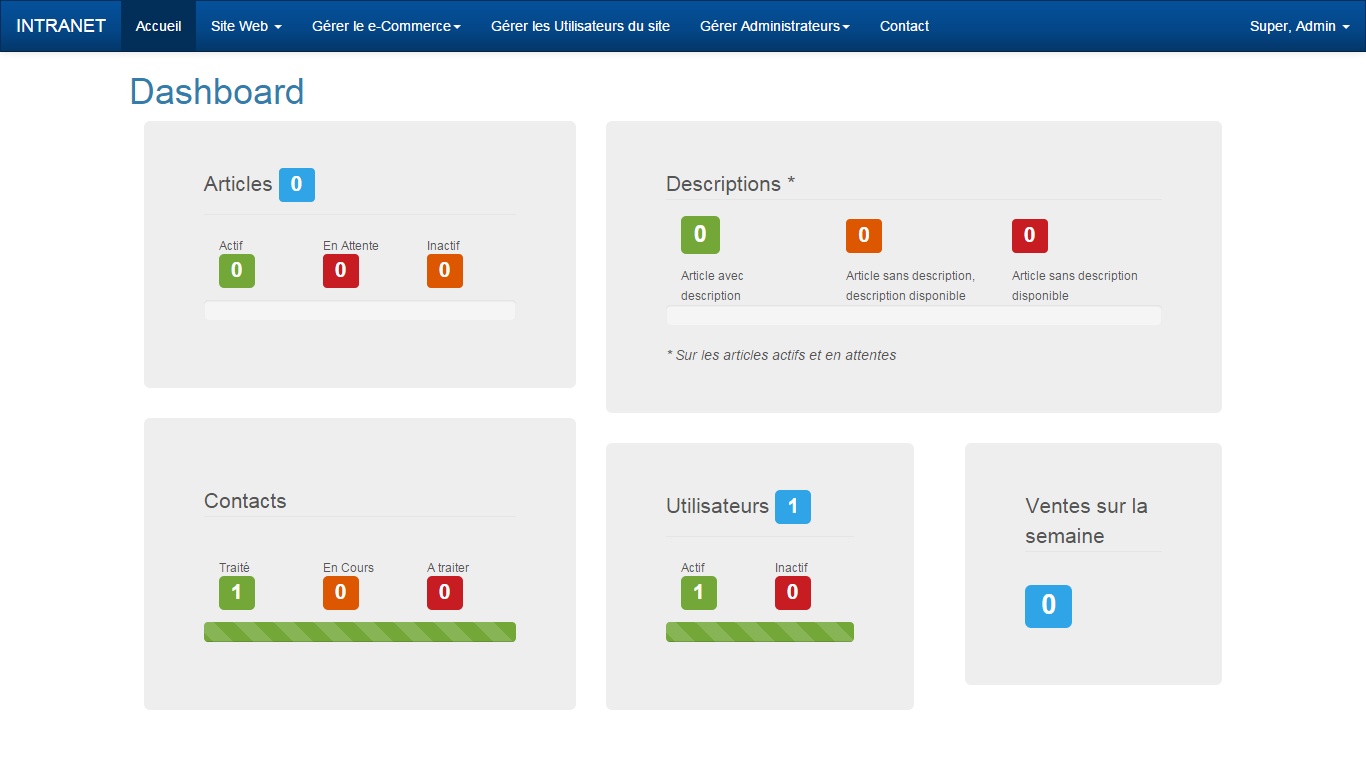 INTRANET Accueil Site Web Gérer le e-Commerce Gérer les Utilisateurs du site Gérer Administrateurs Contact Super, Admin
Dashboard
Articles 0
Actif En Attente Inactif
0 0 0
Descriptions *
0 0 0
Article avec description
Article sans description, description disponible
Article sans description disponible
* Sur les articles actifs et en attentes
Contacts
Traité En Cours A traiter
1 0 0
Utilisateurs 1
Actif Inactif
1 0
Ventes sur la
semaine
0